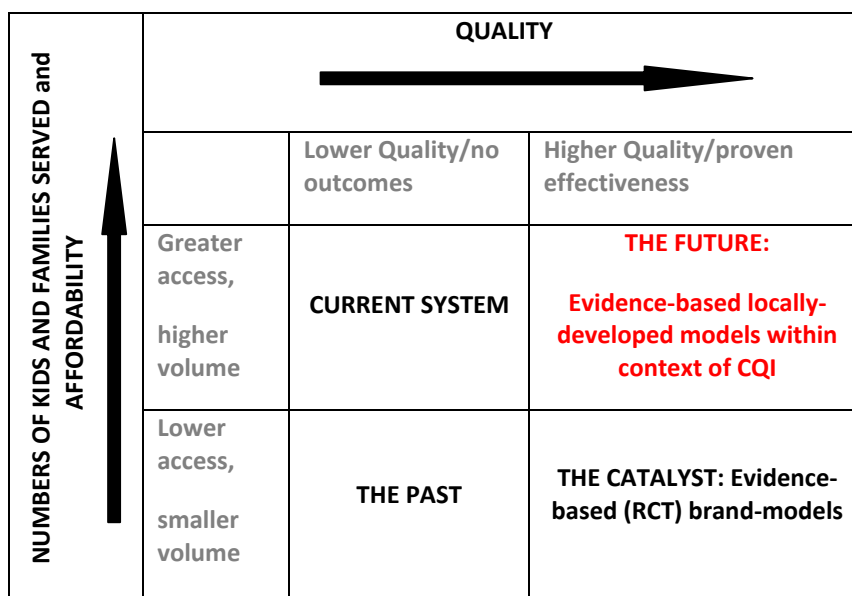 QUALITY
NUMBERS OF KIDS AND FAMILIES SERVED and
AFFORDABILITY
Lower Quality/no
outcomes
Higher Quality/proven
effectiveness
Greater
access,
higher
volume
CURRENT SYSTEM
THE FUTURE:
Evidence-based locally-
developed models within
context of CQI
Lower
access,
smaller
volume
THE PAST
THE CATALYST: Evidence-
based (RCT) brand-models